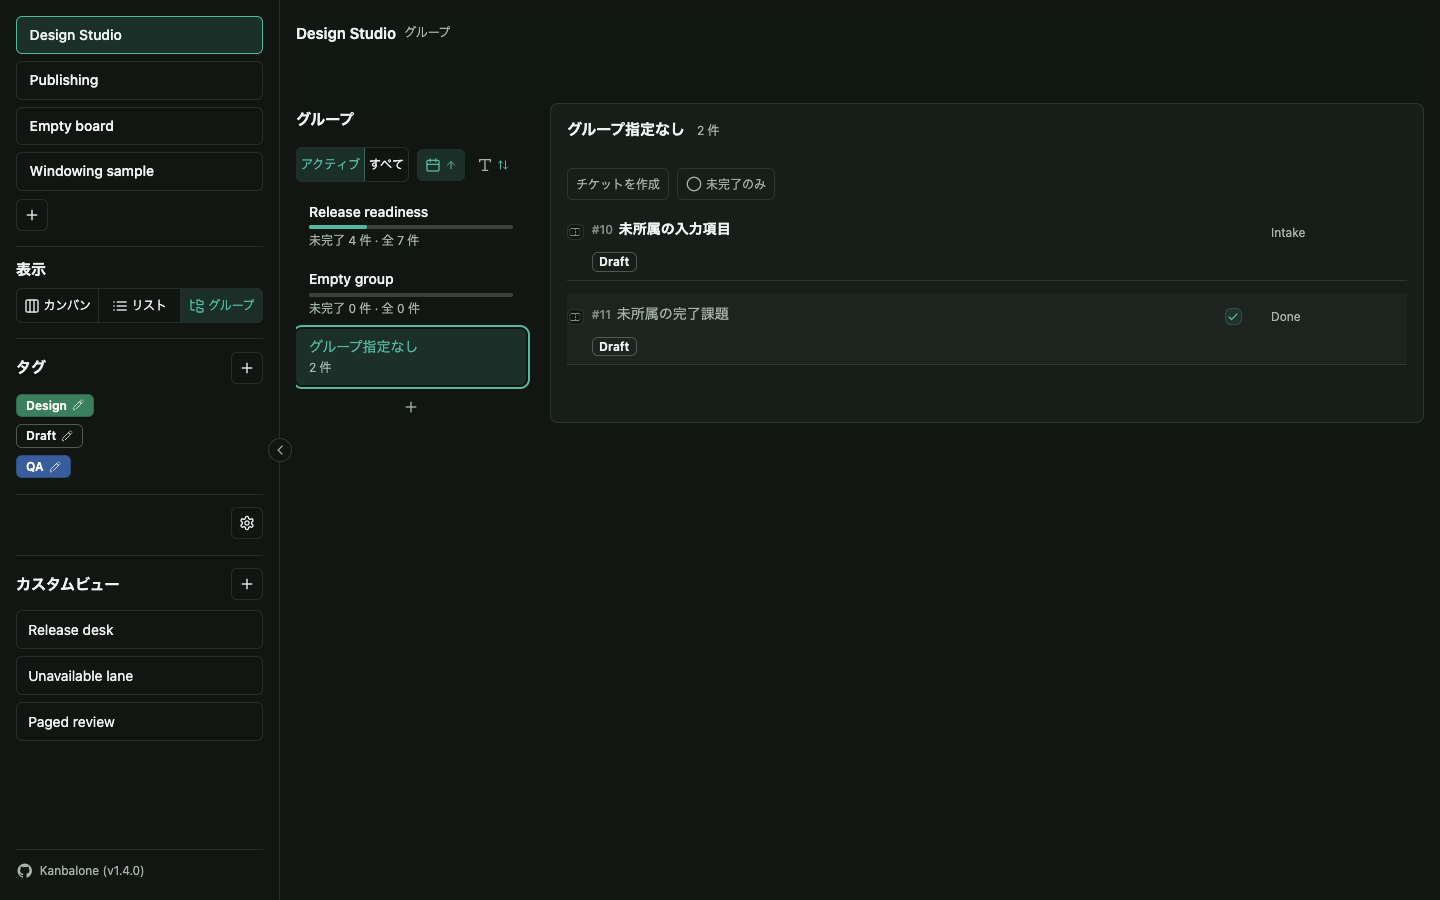 Design Studio
Publishing
Empty board
Windowing sample
表示
カンバン リスト グループ
タグ
Design
Draft
QA
カスタムビュー
Release desk
Unavailable lane
Paged review
Kanbalone (v1.4.0)
Design Studio グループ
グループ
アクティブ すべて
Release readiness
未完了 4 件 · 全 7 件
Empty group
未完了 0 件 · 全 0 件
グループ指定なし
2 件
グループ指定なし 2 件
チケットを作成 未完了のみ
#10 未所属の入力項目 Intake
Draft
#11 未所属の完了課題 Done
Draft